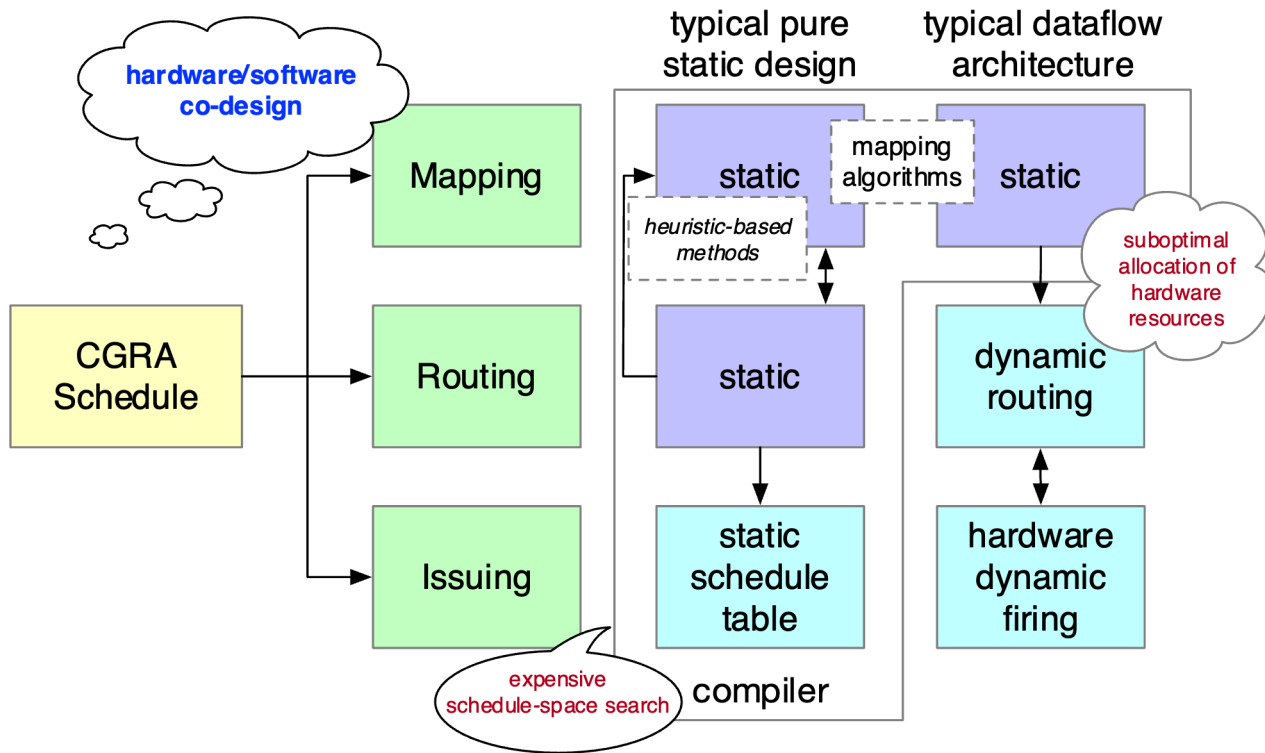 typical pure
static design
typical dataflow
architecture
hardware/software
co-design
Mapping
static
mapping
algorithms
static
heuristic-based
methods
suboptimal
allocation of
hardware
resources
CGRA
Schedule
Routing
static
dynamic
routing
Issuing
static
schedule
table
hardware
dynamic
firing
expensive
schedule-space search
compiler